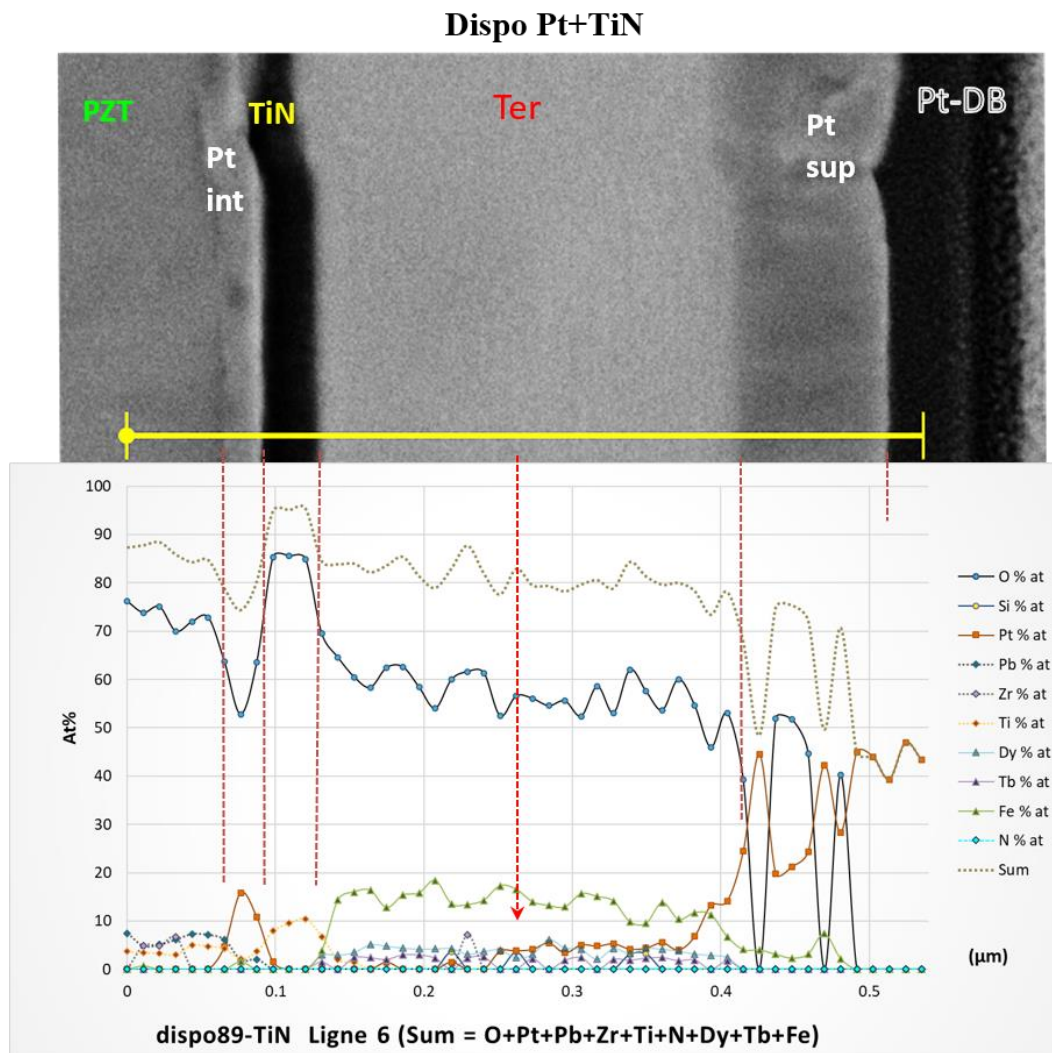 Dispo Pt+TiN
PZT
TiN
Ter
Pt-DB
Pt
int
Pt
sup
100
90
80
70
60
50
40
30
20
10
0
At%
0
0.1
0.2
0.3
0.4
0.5
(μm)
O % at
Si % at
Pt % at
Pb % at
Zr % at
Ti % at
Dy % at
Tb % at
Fe % at
N % at
Sum
dispo89-TiN Ligne 6 (Sum = O+Pt+Pb+Zr+Ti+N+Dy+Tb+Fe)